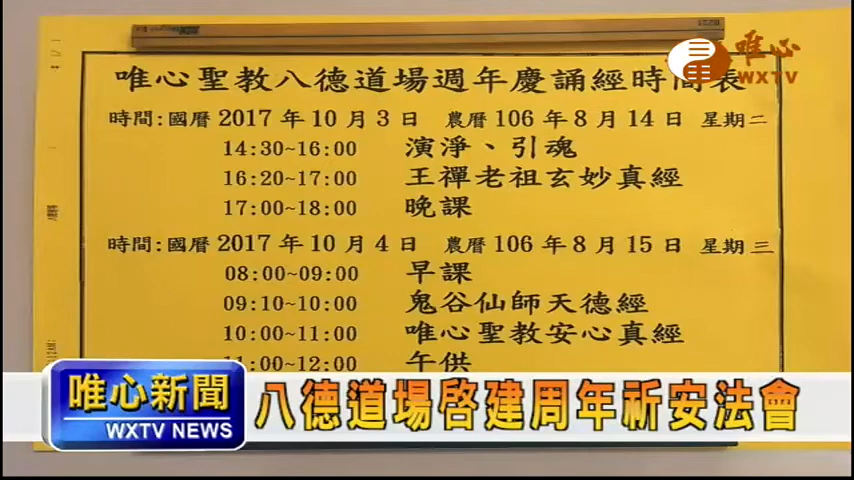 唯心
WXTV
唯心聖教八德道場週年慶誦經時間表
時間:國曆 2017 年 10 月 3 日 農曆 106 年 8 月 14 日 星期二
14:30~16:00 演淨、引魂
16:20~17:00 王禪老祖玄妙真經
17:00~18:00 晚課
時間:國曆 2017 年 10 月 4 日 農曆 106 年 8 月 15 日 星期三
08:00~09:00 早課
09:10~10:00 鬼谷仙師天德經
10:00~11:00 唯心聖教安心真經
11:00~12:00 午供
唯心新聞
WXTV NEWS
八德道場啓建周年祈安法會